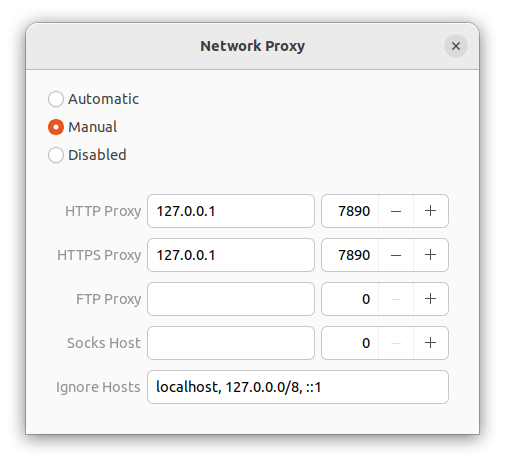 Network Proxy
Automatic
Manual
Disabled
HTTP Proxy 127.0.0.1 7890 − +
HTTPS Proxy 127.0.0.1 7890 − +
FTP Proxy 0 − +
Socks Host 0 − +
Ignore Hosts localhost, 127.0.0.0/8, ::1